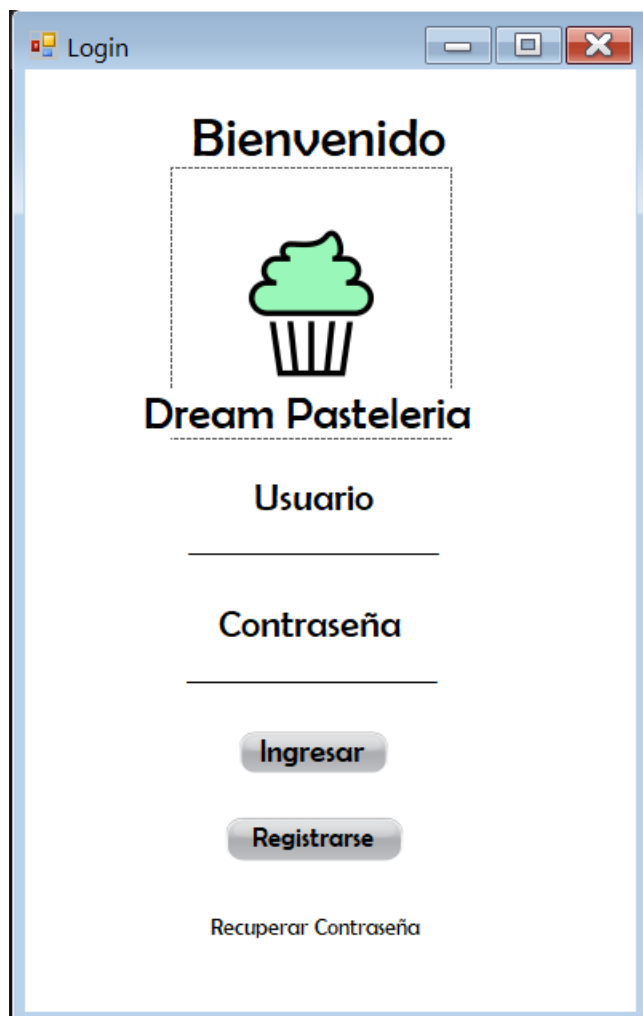 Login
Bienvenido
Dream Pasteleria
Usuario
Contraseña
Ingresar
Registrarse
Recuperar Contraseña